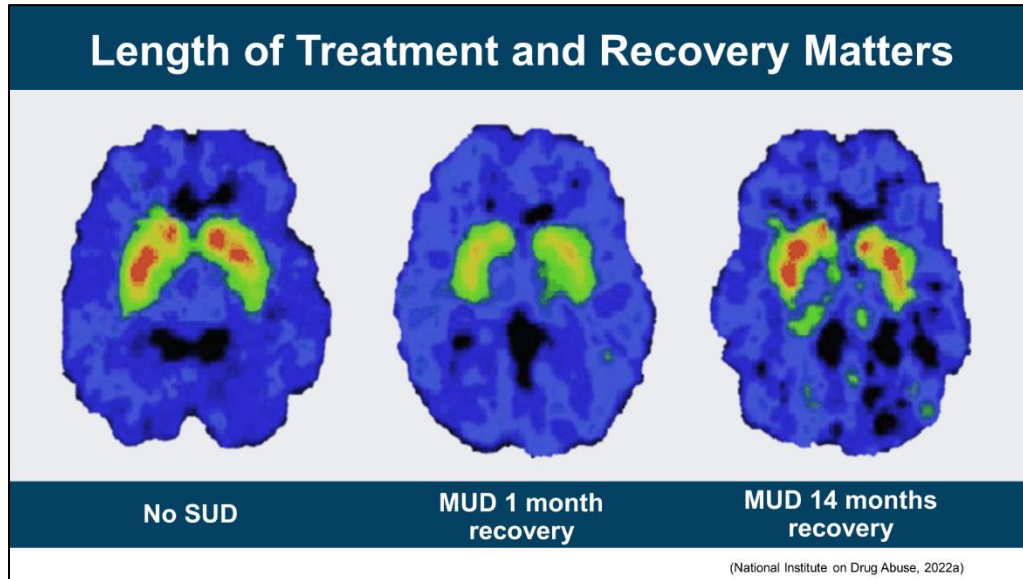 Length of Treatment and Recovery Matters
No SUD
MUD 1 month
recovery
MUD 14 months
recovery
(National Institute on Drug Abuse, 2022a)